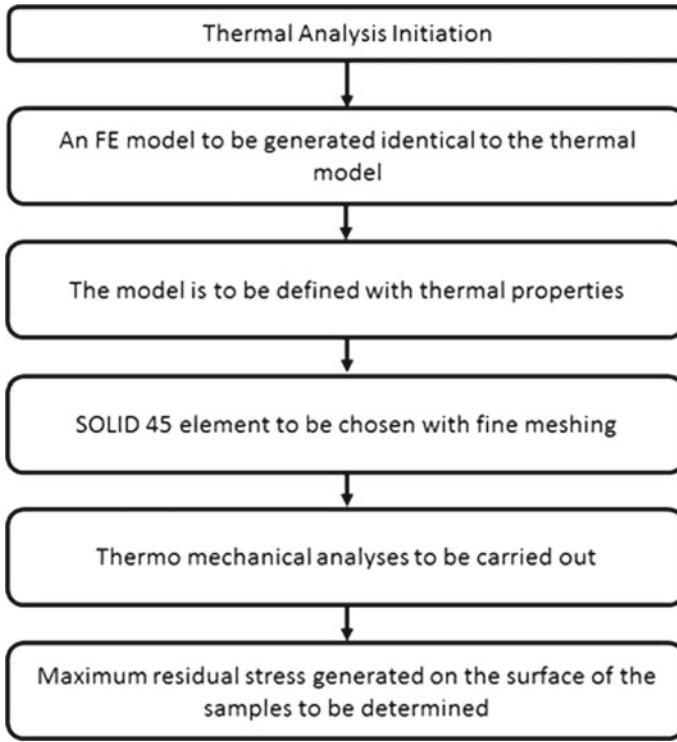 Thermal Analysis Initiation
An FE model to be generated identical to the thermal
model
The model is to be defined with thermal properties
SOLID 45 element to be chosen with fine meshing
Thermo mechanical analyses to be carried out
Maximum residual stress generated on the surface of the
samples to be determined